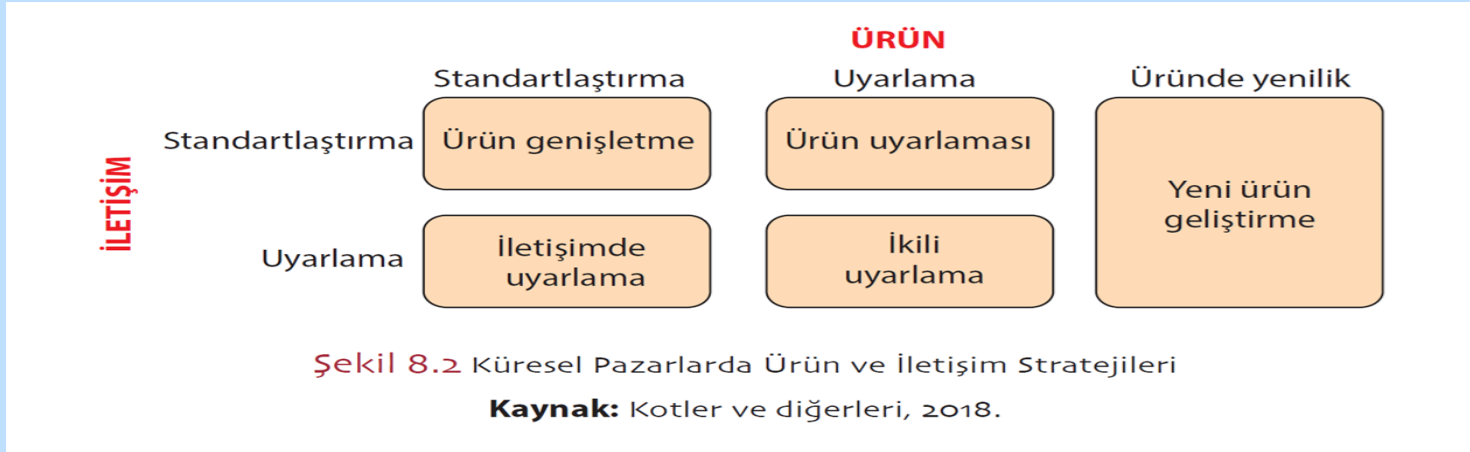 ÜRÜN
Standartlaştırma Uyarlama Üründe yenilik
Standartlaştırma Ürün genişletme Ürün uyarlaması
İLETİŞİM
Yeni ürün
geliştirme
Uyarlama
İletişimde
uyarlama
İkili
uyarlama
Şekil 8.2 Küresel Pazarlarda Ürün ve İletişim Stratejileri
Kaynak: Kotler ve diğerleri, 2018.